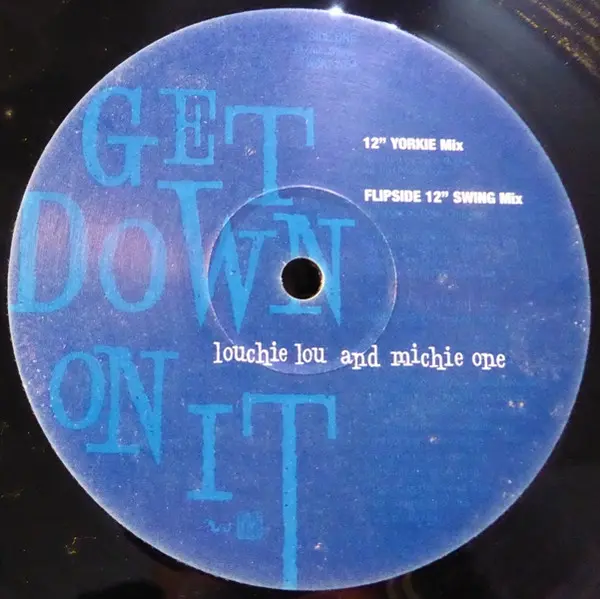 GET
DOWN
ON
IT
12" YORKIE Mix
FLIPSIDE 12" SWING Mix
louchie lou and michie one